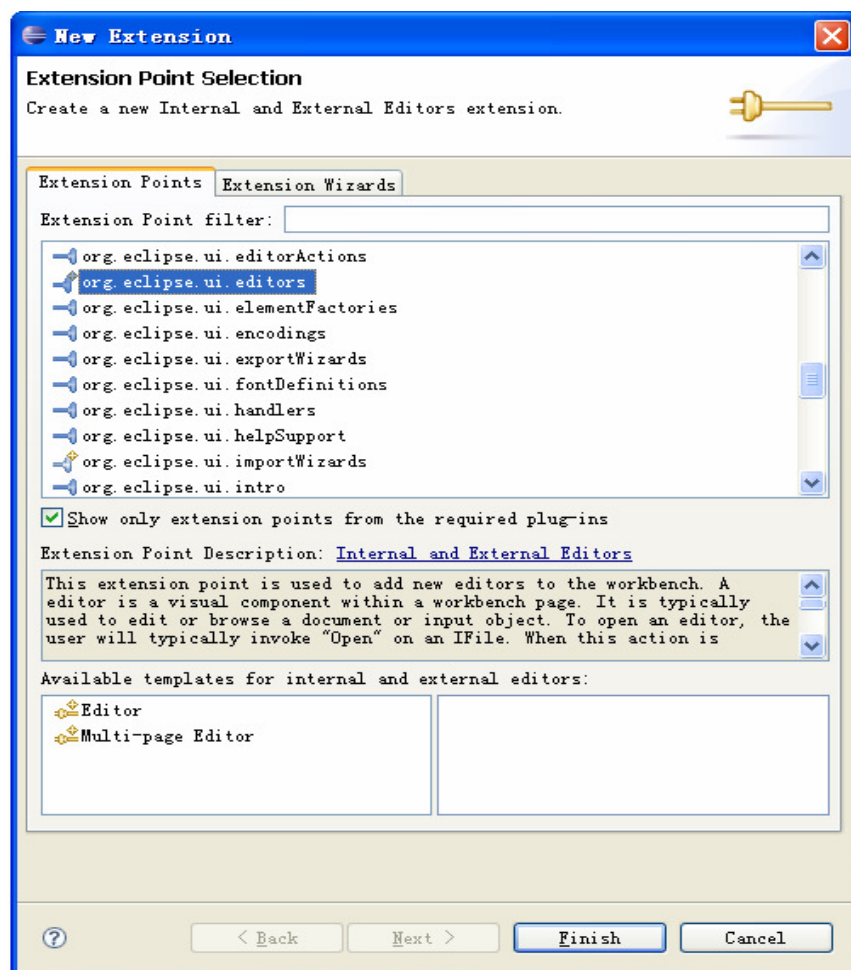 New Extension
Extension Point Selection
Create a new Internal and External Editors extension.
Extension Points
Extension Wizards
Extension Point filter:
org.eclipse.ui.editorActions
org.eclipse.ui.editors
org.eclipse.ui.elementFactories
org.eclipse.ui.encodings
org.eclipse.ui.exportWizards
org.eclipse.ui.fontDefinitions
org.eclipse.ui.handlers
org.eclipse.ui.helpSupport
org.eclipse.ui.importWizards
org.eclipse.ui.intro
Show only extension points from the required plug-ins
Extension Point Description: Internal and External Editors
This extension point is used to add new editors to the workbench. A
editor is a visual component within a workbench page. It is typically
used to edit or browse a document or input object. To open an editor, the
user will typically invoke "Open" on an IFile. When this action is
Available templates for internal and external editors:
Editor
Multi-page Editor
< Back
Next >
Finish
Cancel